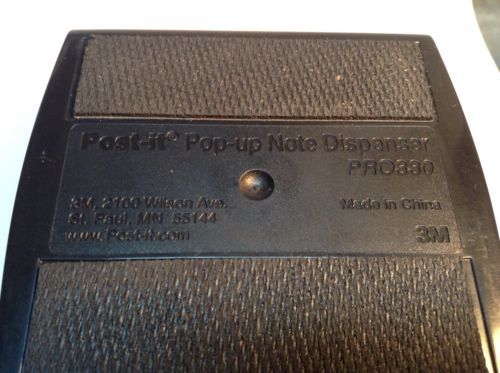 Post-it® Pop-up Note Dispenser
PRO330
3M, 2100 Wilson Ave.
St. Paul, MN 55144
www.Post-it.com
Made in China
3M